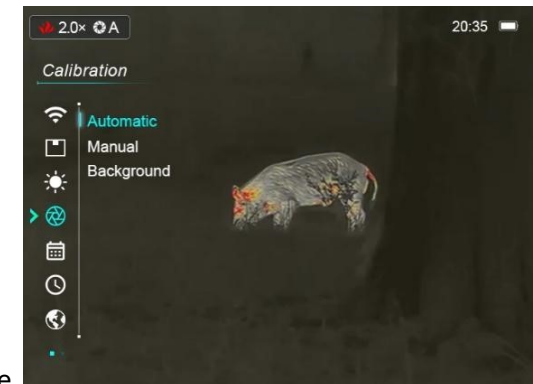 2.0× A
20:35
Calibration
Automatic
Manual
Background
e